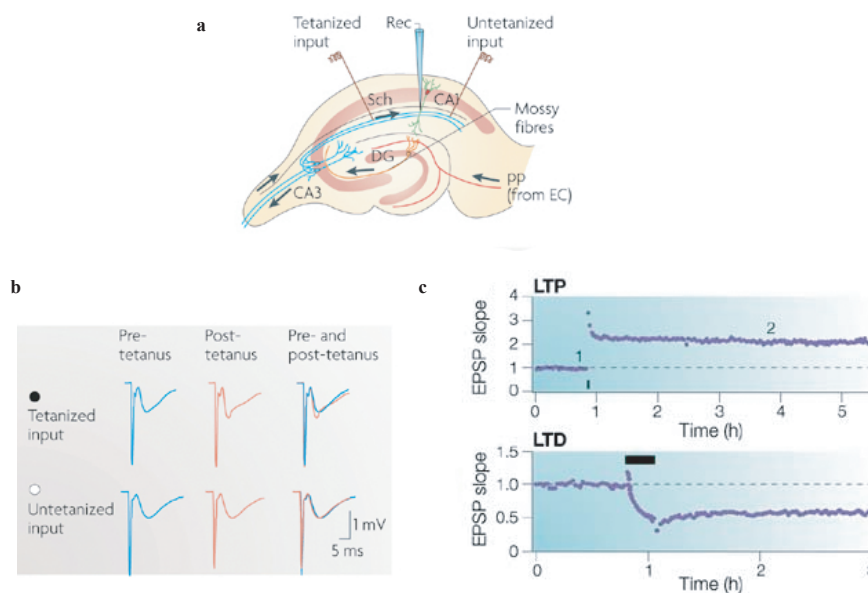 a
Tetanized
input
Rec
Untetanized
input
Sch
CA1
Mossy
fibres
DG
CA3
pp
(from EC)
b
Pre-
tetanus
Post-
tetanus
Pre- and
post-tetanus
Tetanized
input
Untetanized
input
1 mV
5 ms
c
LTP
EPSP slope
4
3
2
1
0
1
2
0 1 2 3 4 5
Time (h)
LTD
EPSP slope
1.5
1.0
0.5
0
0 1 2
Time (h)